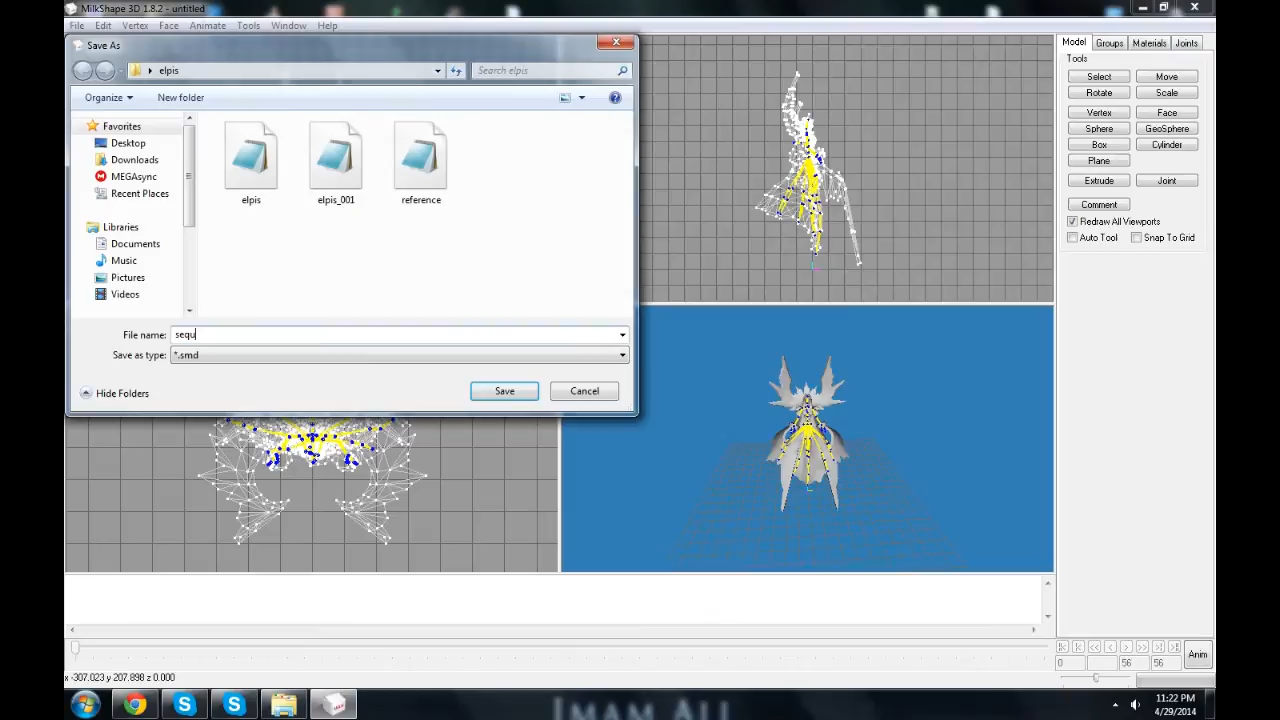 MilkShape 3D 1.8.2 - untitled
File Edit Vertex Face Animate Tools Window Help
Save As
elpis
Search elpis
Organize New folder
Favorites
Desktop
Downloads
MEGAsync
Recent Places
Libraries
Documents
Music
Pictures
Videos
elpis elpis_001 reference
File name: sequ
Save as type: *.smd
Hide Folders
Save Cancel
Model Groups Materials Joints
Tools
Select Move
Rotate Scale
Vertex Face
Sphere GeoSphere
Box Cylinder
Plane
Extrude Joint
Comment
Redraw All Viewports
Auto Tool Snap To Grid
0 56 56
Anim
x -307.023 y 207.898 z 0.000
IMAM ALI
11:22 PM
4/29/2014